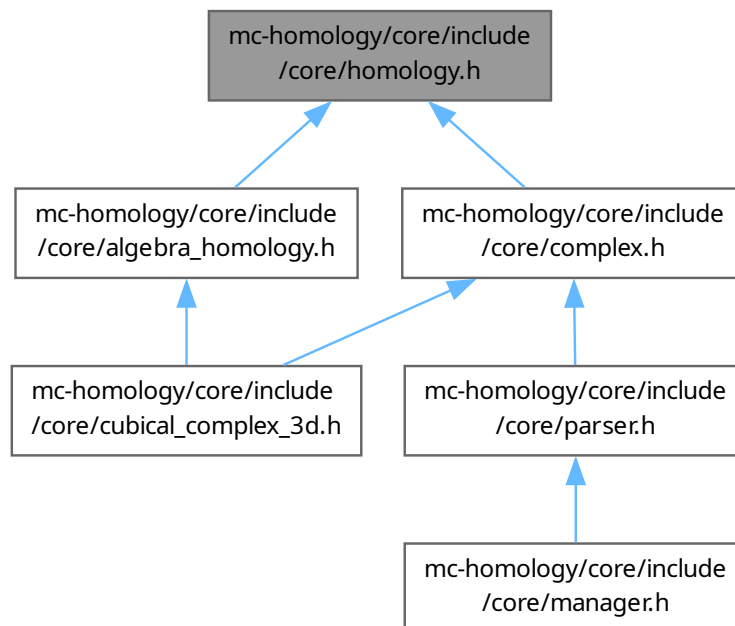 mc-homology/core/include
/core/homology.h
mc-homology/core/include
/core/algebra_homology.h
mc-homology/core/include
/core/complex.h
mc-homology/core/include
/core/cubical_complex_3d.h
mc-homology/core/include
/core/parser.h
mc-homology/core/include
/core/manager.h